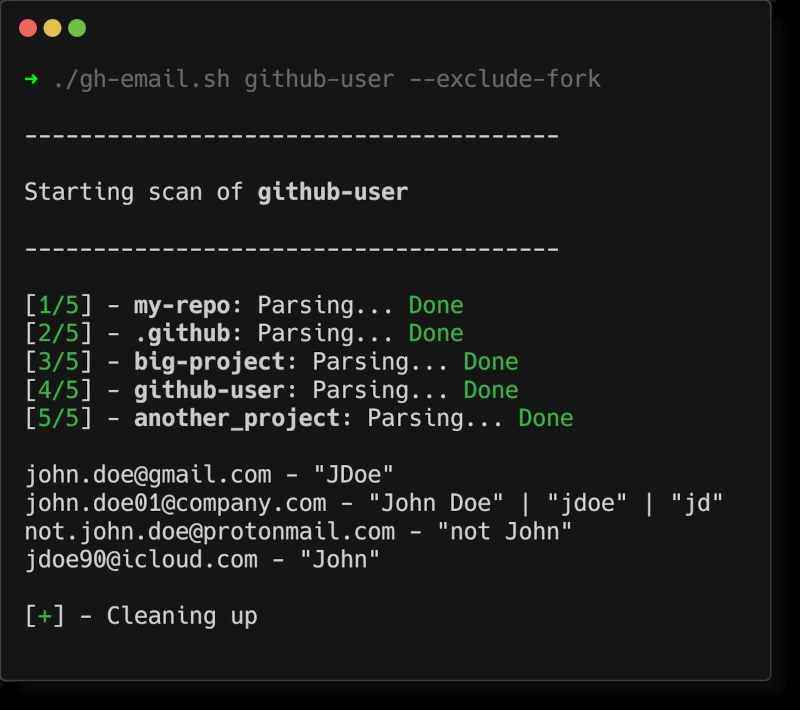 ➜ ./gh-email.sh github-user --exclude-fork
---------------------------------------
Starting scan of github-user
---------------------------------------
[1/5] - my-repo: Parsing... Done
[2/5] - .github: Parsing... Done
[3/5] - big-project: Parsing... Done
[4/5] - github-user: Parsing... Done
[5/5] - another_project: Parsing... Done
john.doe@gmail.com - "JDoe"
john.doe01@company.com - "John Doe" | "jdoe" | "jd"
not.john.doe@protonmail.com - "not John"
jdoe90@icloud.com - "John"
[+] - Cleaning up